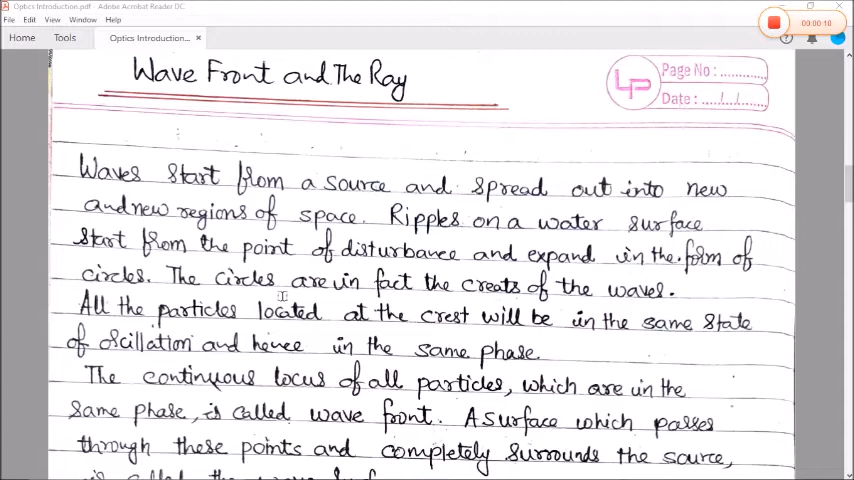 Optics Introduction.pdf - Adobe Acrobat Reader DC
File Edit View Window Help
00:00:10
Home Tools Optics Introduction... ×
Wave Front and The Ray
LP
Page No : ............
Date : ..../..../....
Waves start from a source and spread out into new
and new regions of space. Ripples on a water surface
start from the point of disturbance and expand in the form of
circles. The circles are in fact the creats of the waves.
All the particles located at the crest will be in the same state
of oscillation and hence in the same phase.
The continuous locus of all particles, which are in the
same phase, is called wave front. A surface which passes
through these points and completely surrounds the source,
is called the wave